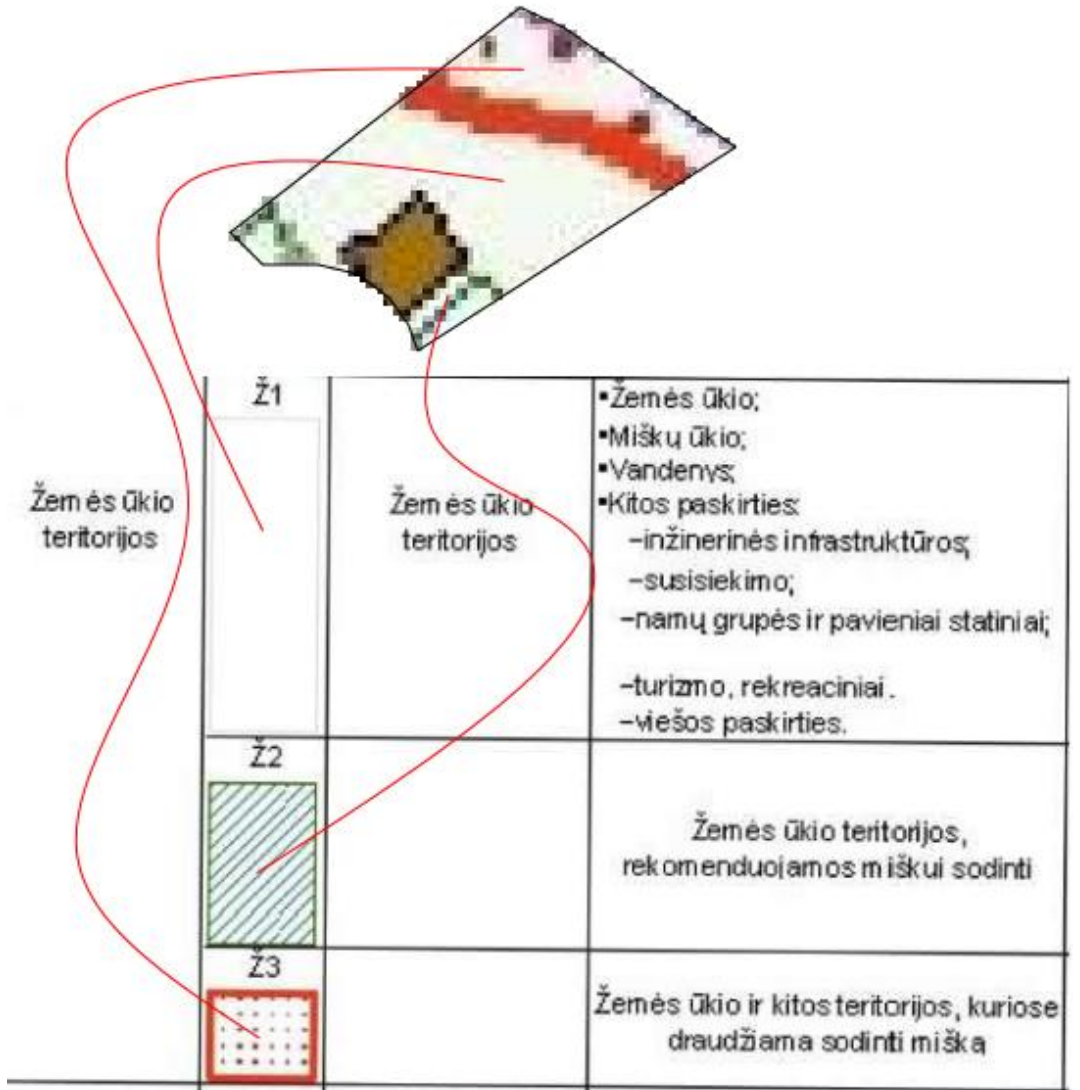 Ž1
Žemės ūkio
teritorijos
Žemės ūkio
teritorijos
▪Žemės ūkio;
▪Miškų ūkio;
▪Vandenys;
▪Kitos paskirties:
–inžinerinės infrastruktūros;
–susisiekimo;
–namų grupės ir pavieniai statiniai;
–turizmo, rekreaciniai.
–viešos paskirties.
Ž2
Žemės ūkio teritorijos,
rekomenduojamos miškui sodinti
Ž3
Žemės ūkio ir kitos teritorijos, kuriose
draudžiama sodinti mišką